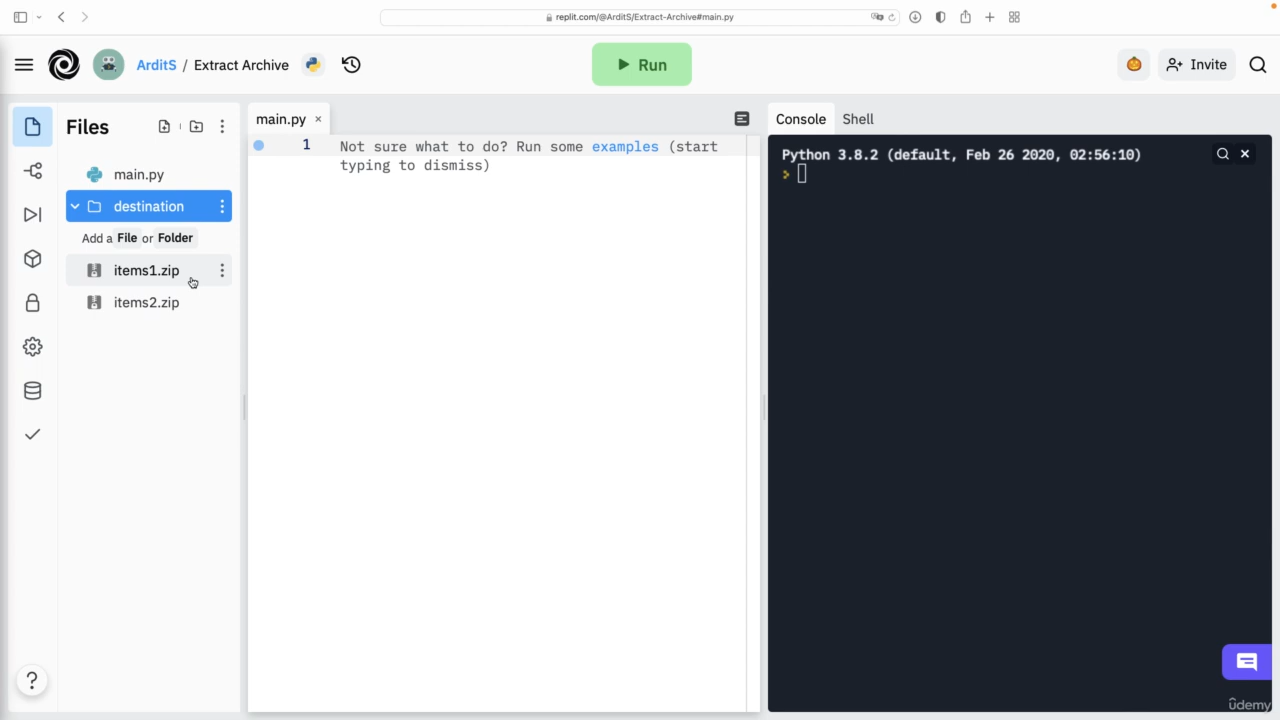 replit.com/@ArditS/Extract-Archive#main.py
ArditS / Extract Archive
Run
Invite
Files
main.py
destination
Add a File or Folder
items1.zip
items2.zip
main.py ×
1 Not sure what to do? Run some examples (start
typing to dismiss)
Console
Shell
Python 3.8.2 (default, Feb 26 2020, 02:56:10)
>
?
ûdemy